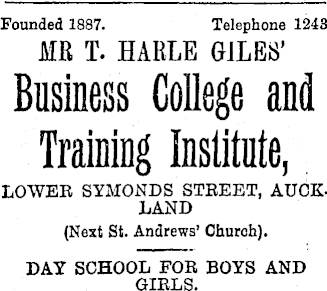 Founded 1887. Telephone 1243
MR T. HARLE GILES'
Business College and
Training Institute,
LOWER SYMONDS STREET, AUCK-
LAND
(Next St. Andrews' Church).
DAY SCHOOL FOR BOYS AND
GIRLS.